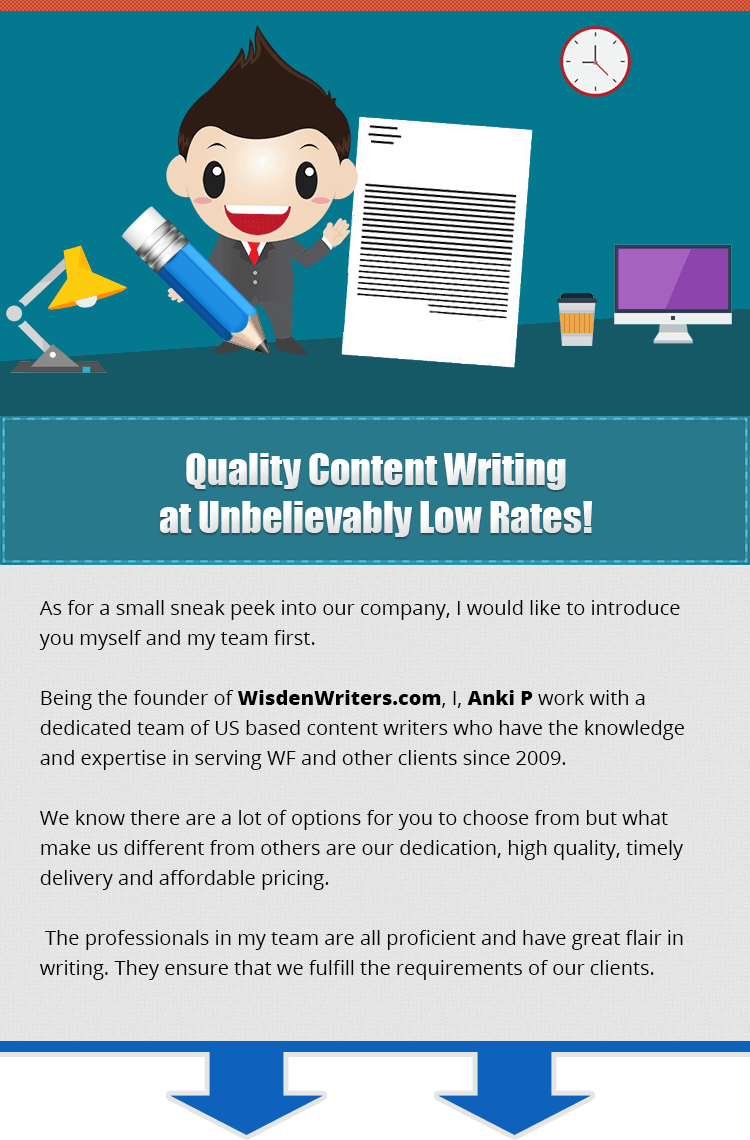 Quality Content Writing
at Unbelievably Low Rates!
As for a small sneak peek into our company, I would like to introduce
you myself and my team first.
Being the founder of WisdenWriters.com, I, Anki P work with a
dedicated team of US based content writers who have the knowledge
and expertise in serving WF and other clients since 2009.
We know there are a lot of options for you to choose from but what
make us different from others are our dedication, high quality, timely
delivery and affordable pricing.
The professionals in my team are all proficient and have great flair in
writing. They ensure that we fulfill the requirements of our clients.